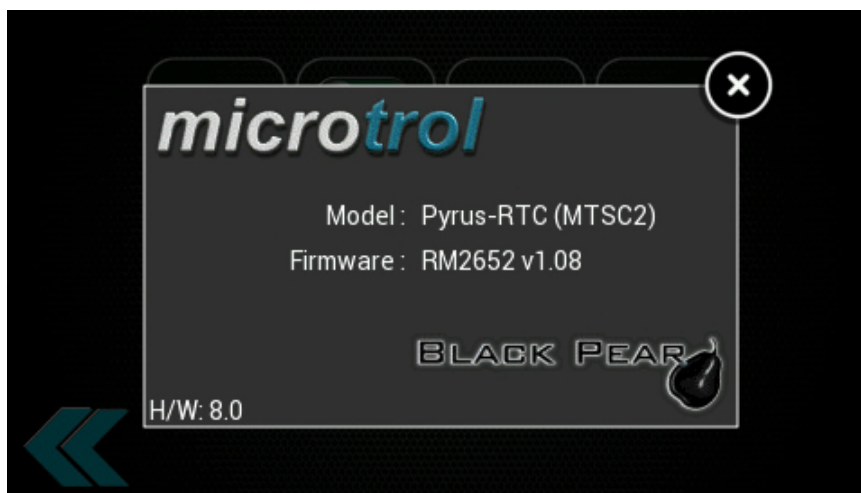 microtrol
Model : Pyrus-RTC (MTSC2)
Firmware : RM2652 v1.08
BLACK PEAR
H/W: 8.0